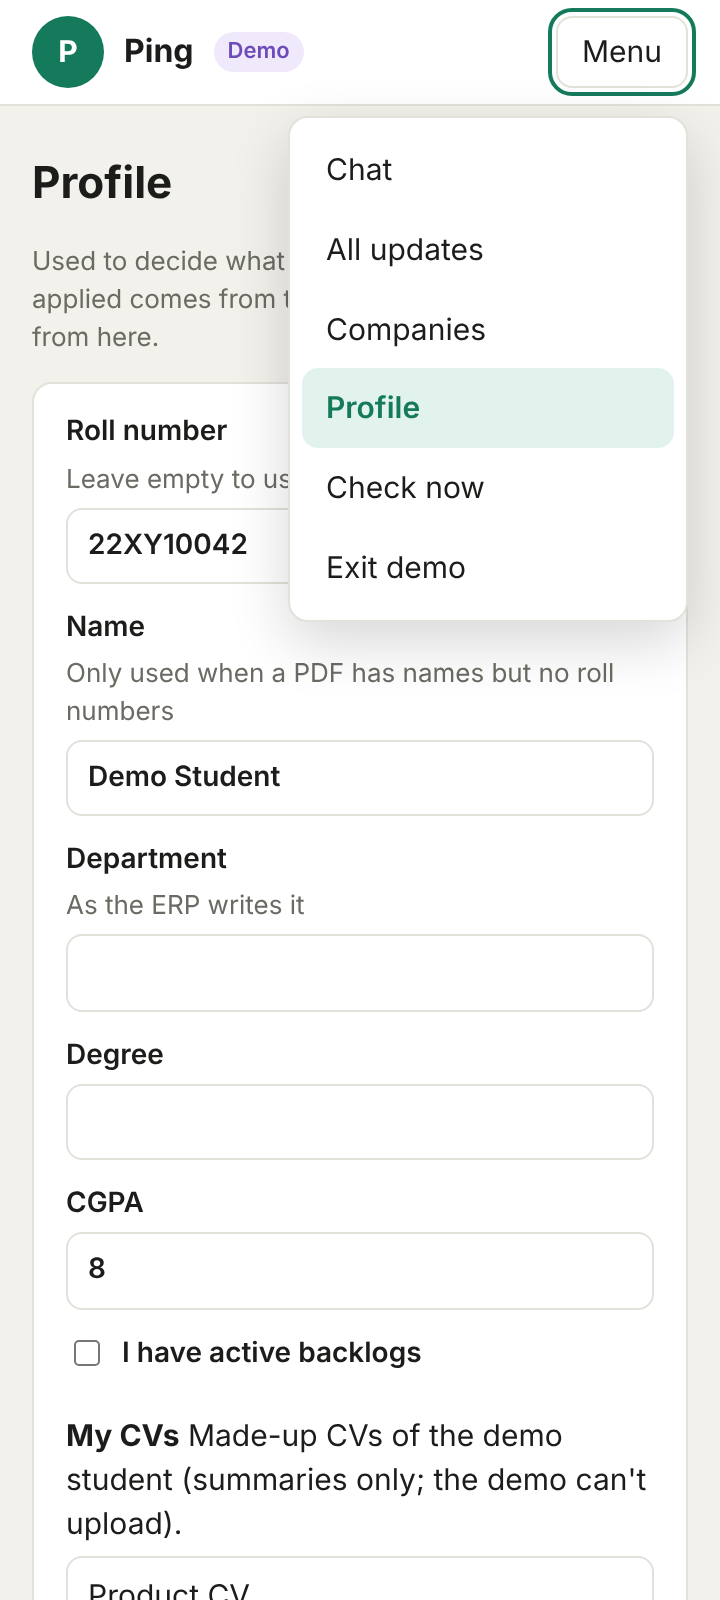 P Ping Demo Menu
Chat
All updates
Companies
Profile
Check now
Exit demo
Profile
Used to decide what
applied comes from
from here.
Roll number
Leave empty to us
22XY10042
Name
Only used when a PDF has names but no roll
numbers
Demo Student
Department
As the ERP writes it
Degree
CGPA
8
I have active backlogs
My CVs Made-up CVs of the demo
student (summaries only; the demo can't
upload).
Product CV